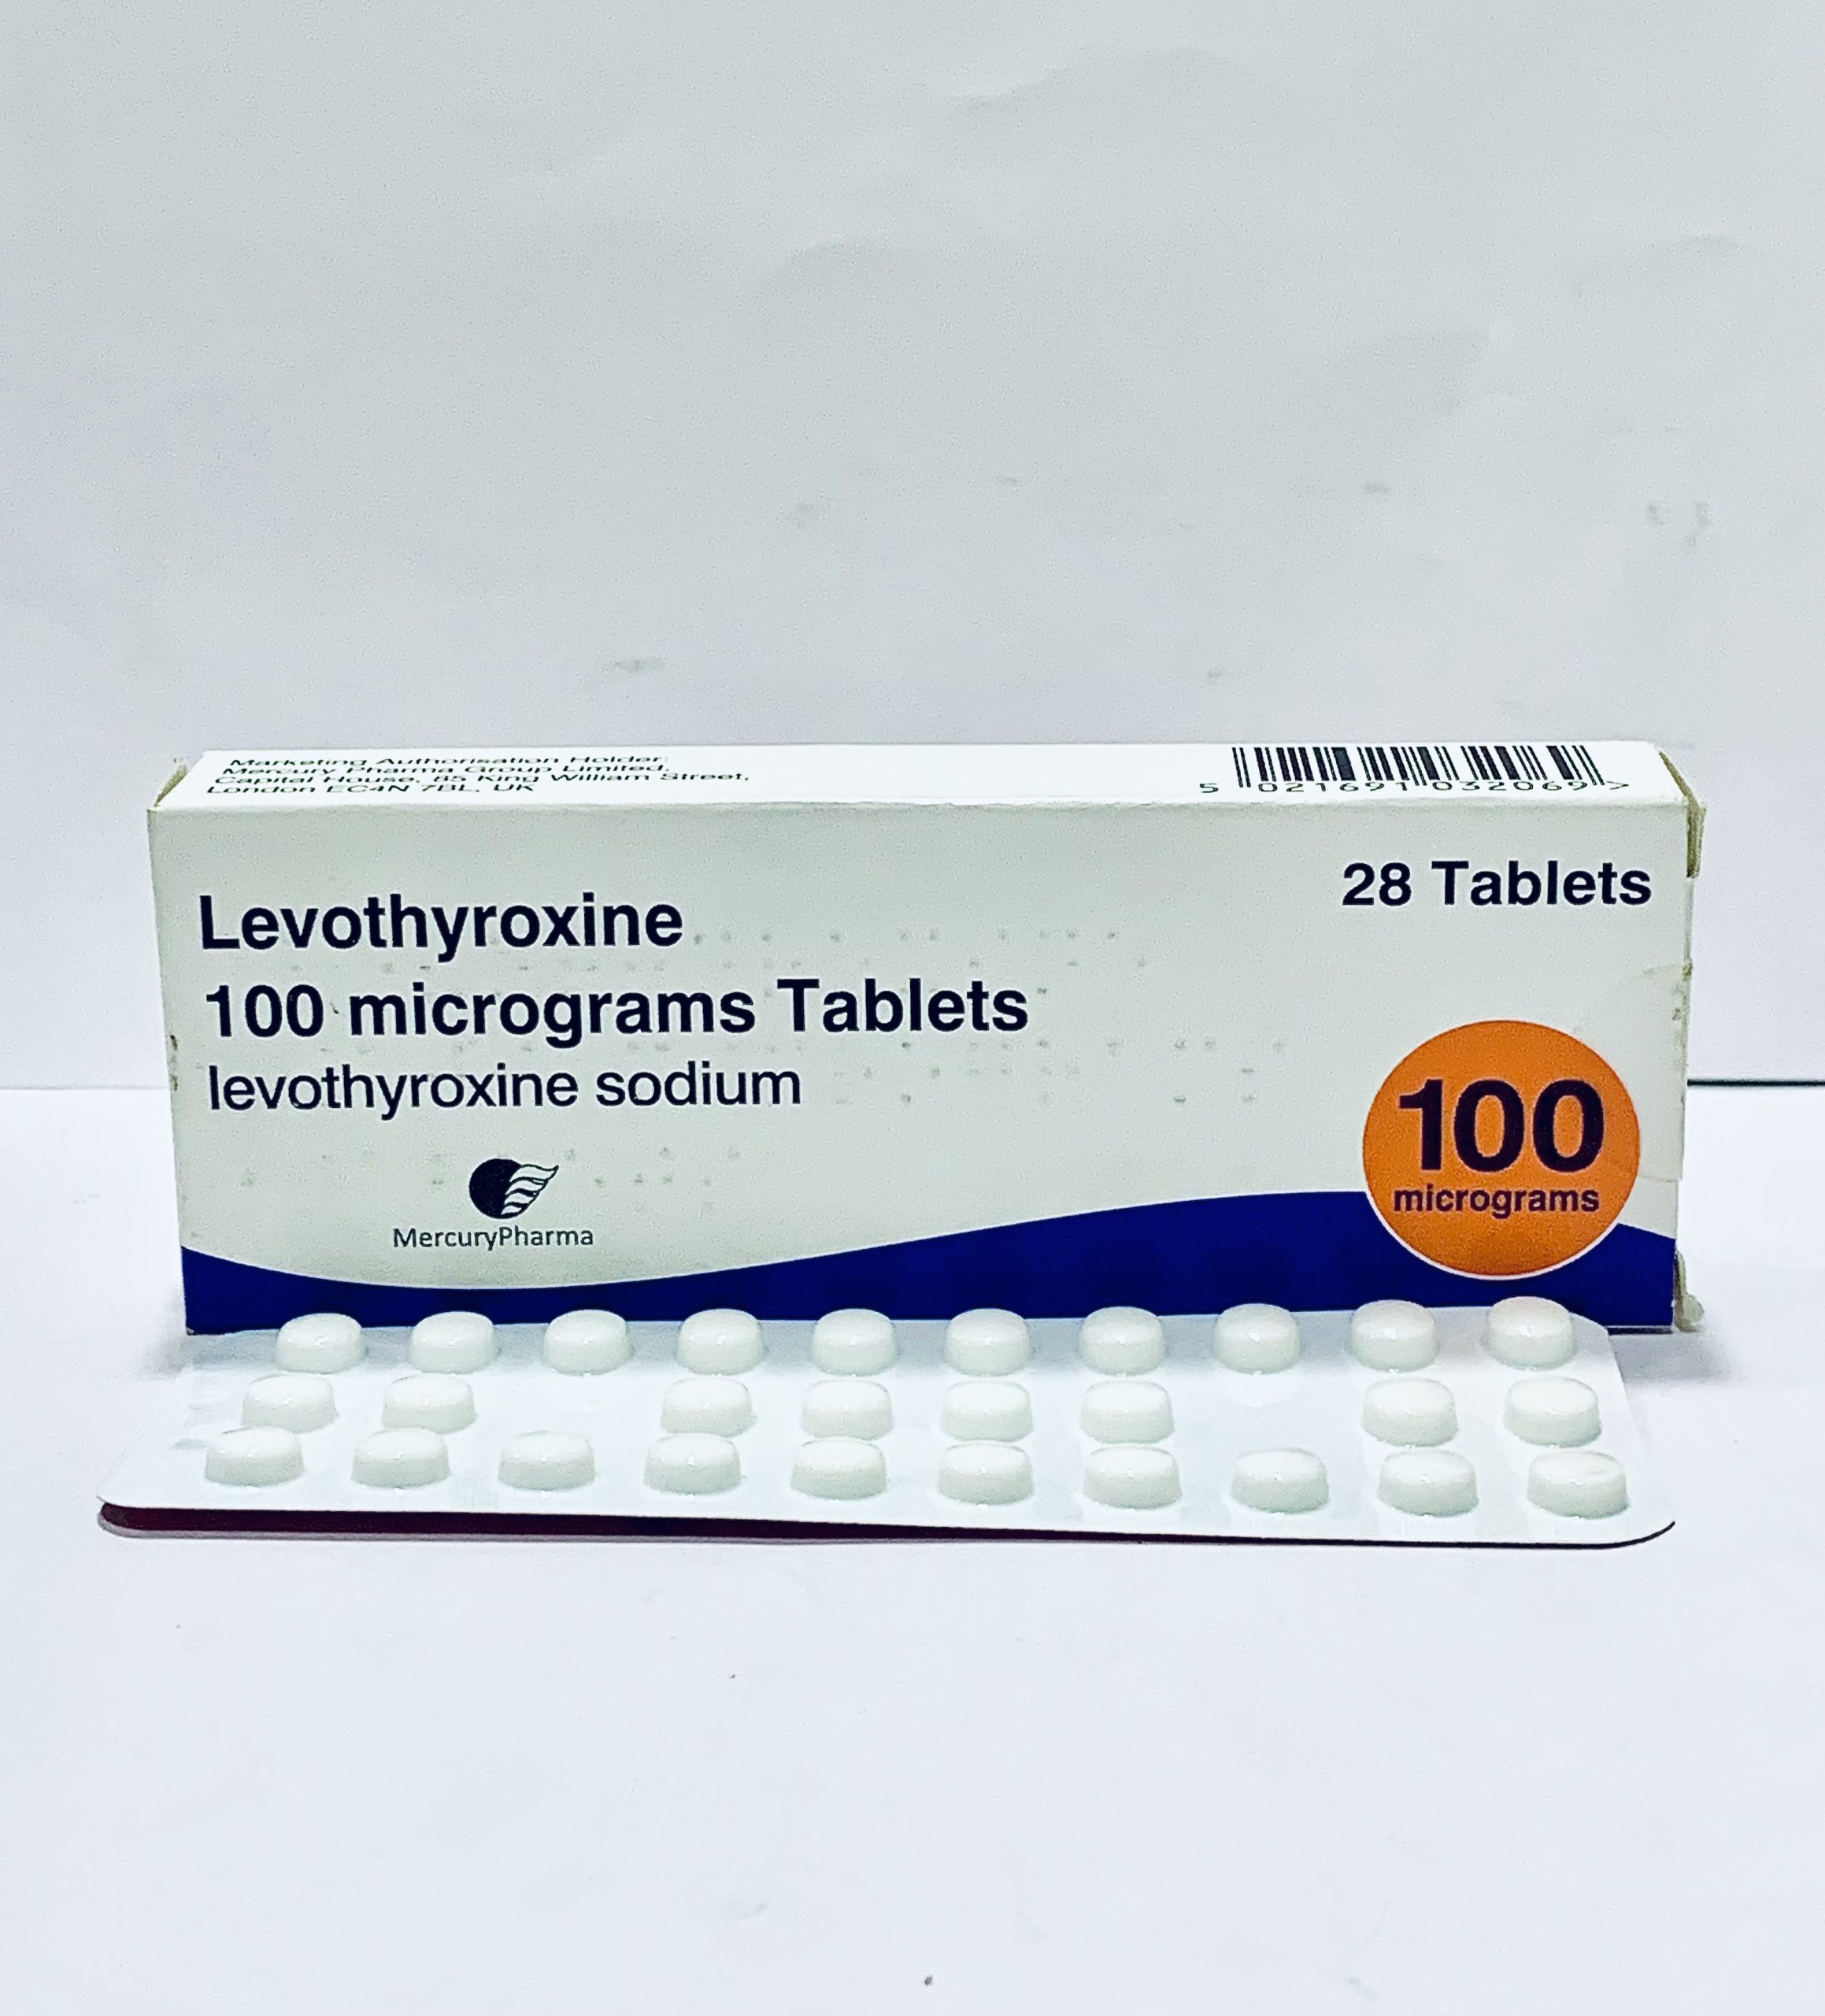 Marketing Authorisation Holder:
Mercury Pharma Group Limited,
Capital House, 85 King William Street,
London EC4N 7BL, UK
5 021691 032069 >
28 Tablets
Levothyroxine
100 micrograms Tablets
levothyroxine sodium
MercuryPharma
100
micrograms